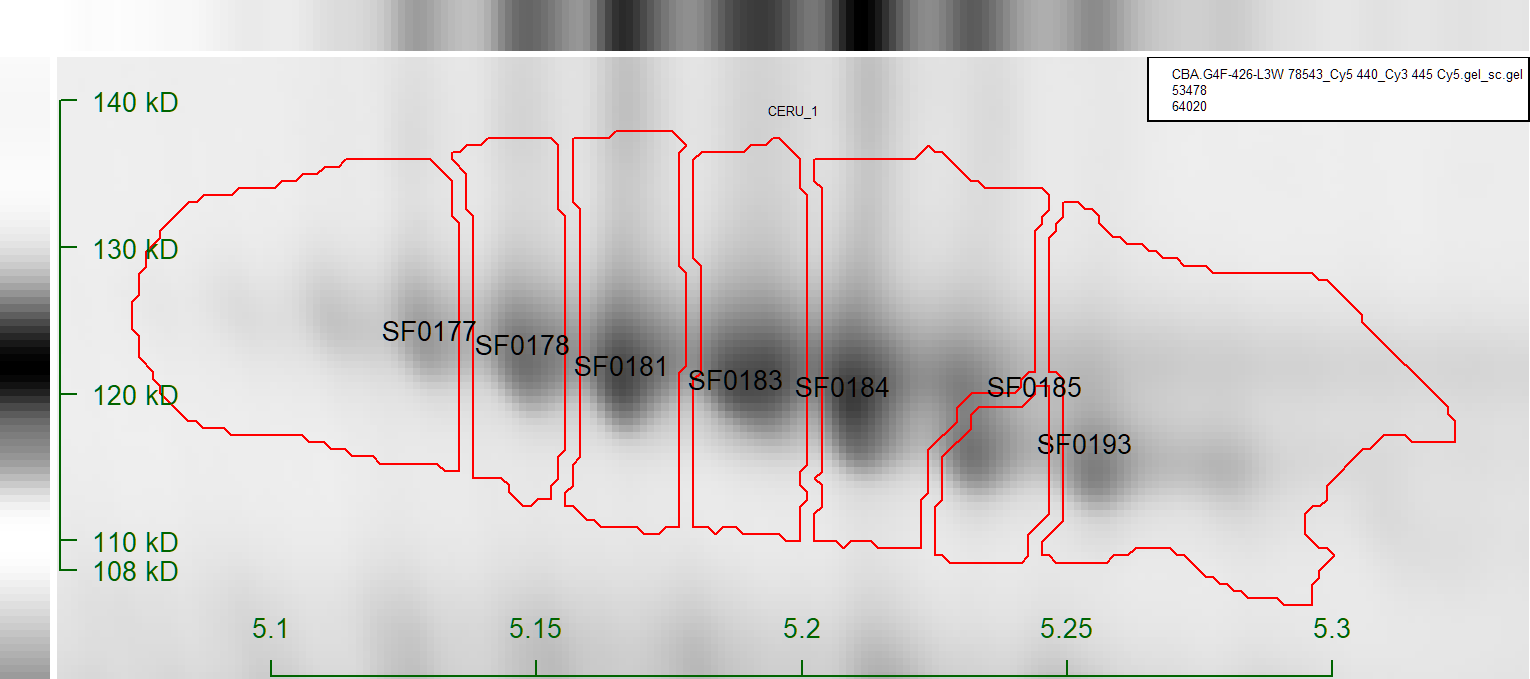 CBA.G4F-426-L3W 78543_Cy5 440_Cy3 445 Cy5.gel_sc.gel
53478
64020
140 kD
CERU_1
130 kD
SF0177
SF0178
SF0181
SF0183
SF0184
SF0185
120 kD
SF0193
110 kD
108 kD
5.1 5.15 5.2 5.25 5.3